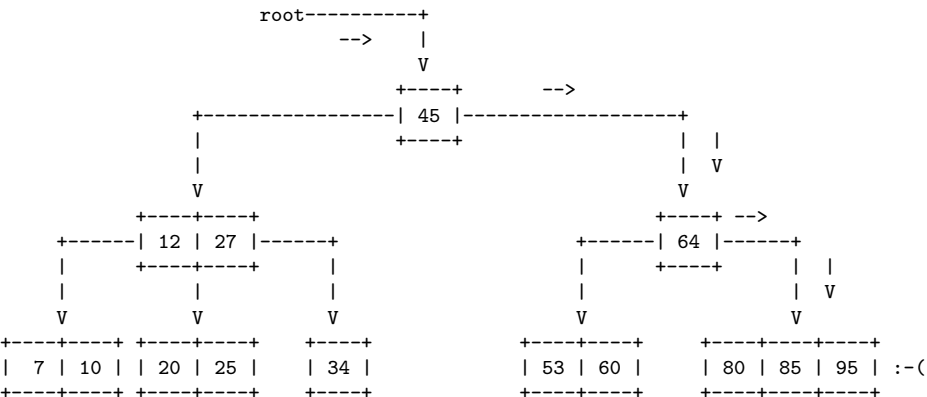 root----------+
                              -->    |
                                     V
                                   +----+       -->
                 +-----------------| 45 |-------------------+
                 |                 +----+                   |  |
                 |                                          |  V
                 V                                          V
            +----+----+                                   +----+ -->
     +------| 12 | 27 |------+                     +------| 64 |------+
     |      +----+----+      |                     |      +----+      |  |
     |           |           |                     |                  |  V
     V           V           V                     V                  V
+----+----+ +----+----+    +----+             +----+----+     +----+----+----+
|  7 | 10 | | 20 | 25 |    | 34 |             | 53 | 60 |     | 80 | 85 | 95 | :-(
+----+----+ +----+----+    +----+             +----+----+     +----+----+----+